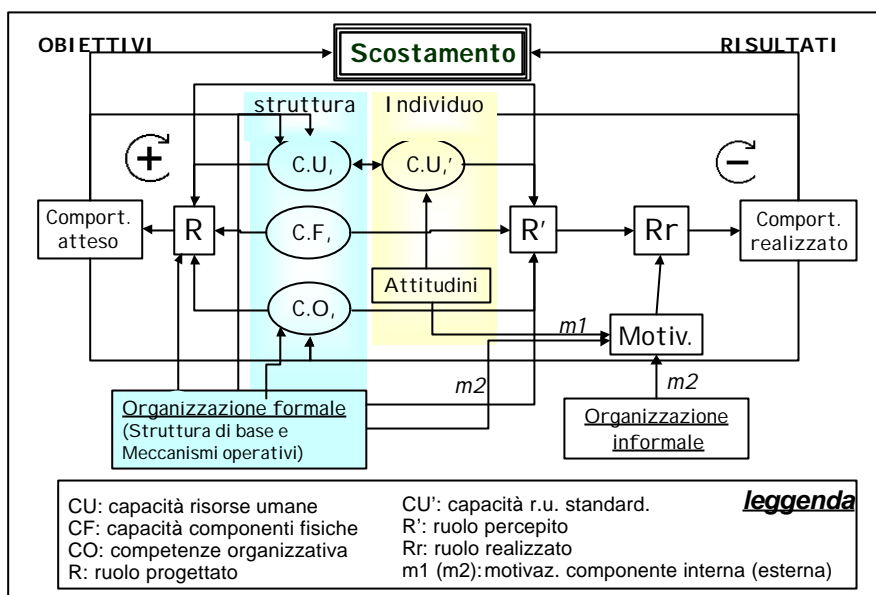 OBIETTIVI
Scostamento
RISULTATI
struttura
Individuo
+
C.U,
C.U,'
−
Comport.
atteso
R
C.F,
R'
Rr
Comport.
realizzato
Attitudini
C.O,
m1
Motiv.
m2
m2
Organizzazione formale
(Struttura di base e
Meccanismi operativi)
Organizzazione
informale
leggenda
CU: capacità risorse umane
CF: capacità componenti fisiche
CO: competenze organizzativa
R: ruolo progettato
CU': capacità r.u. standard.
R': ruolo percepito
Rr: ruolo realizzato
m1 (m2):motivaz. componente interna (esterna)